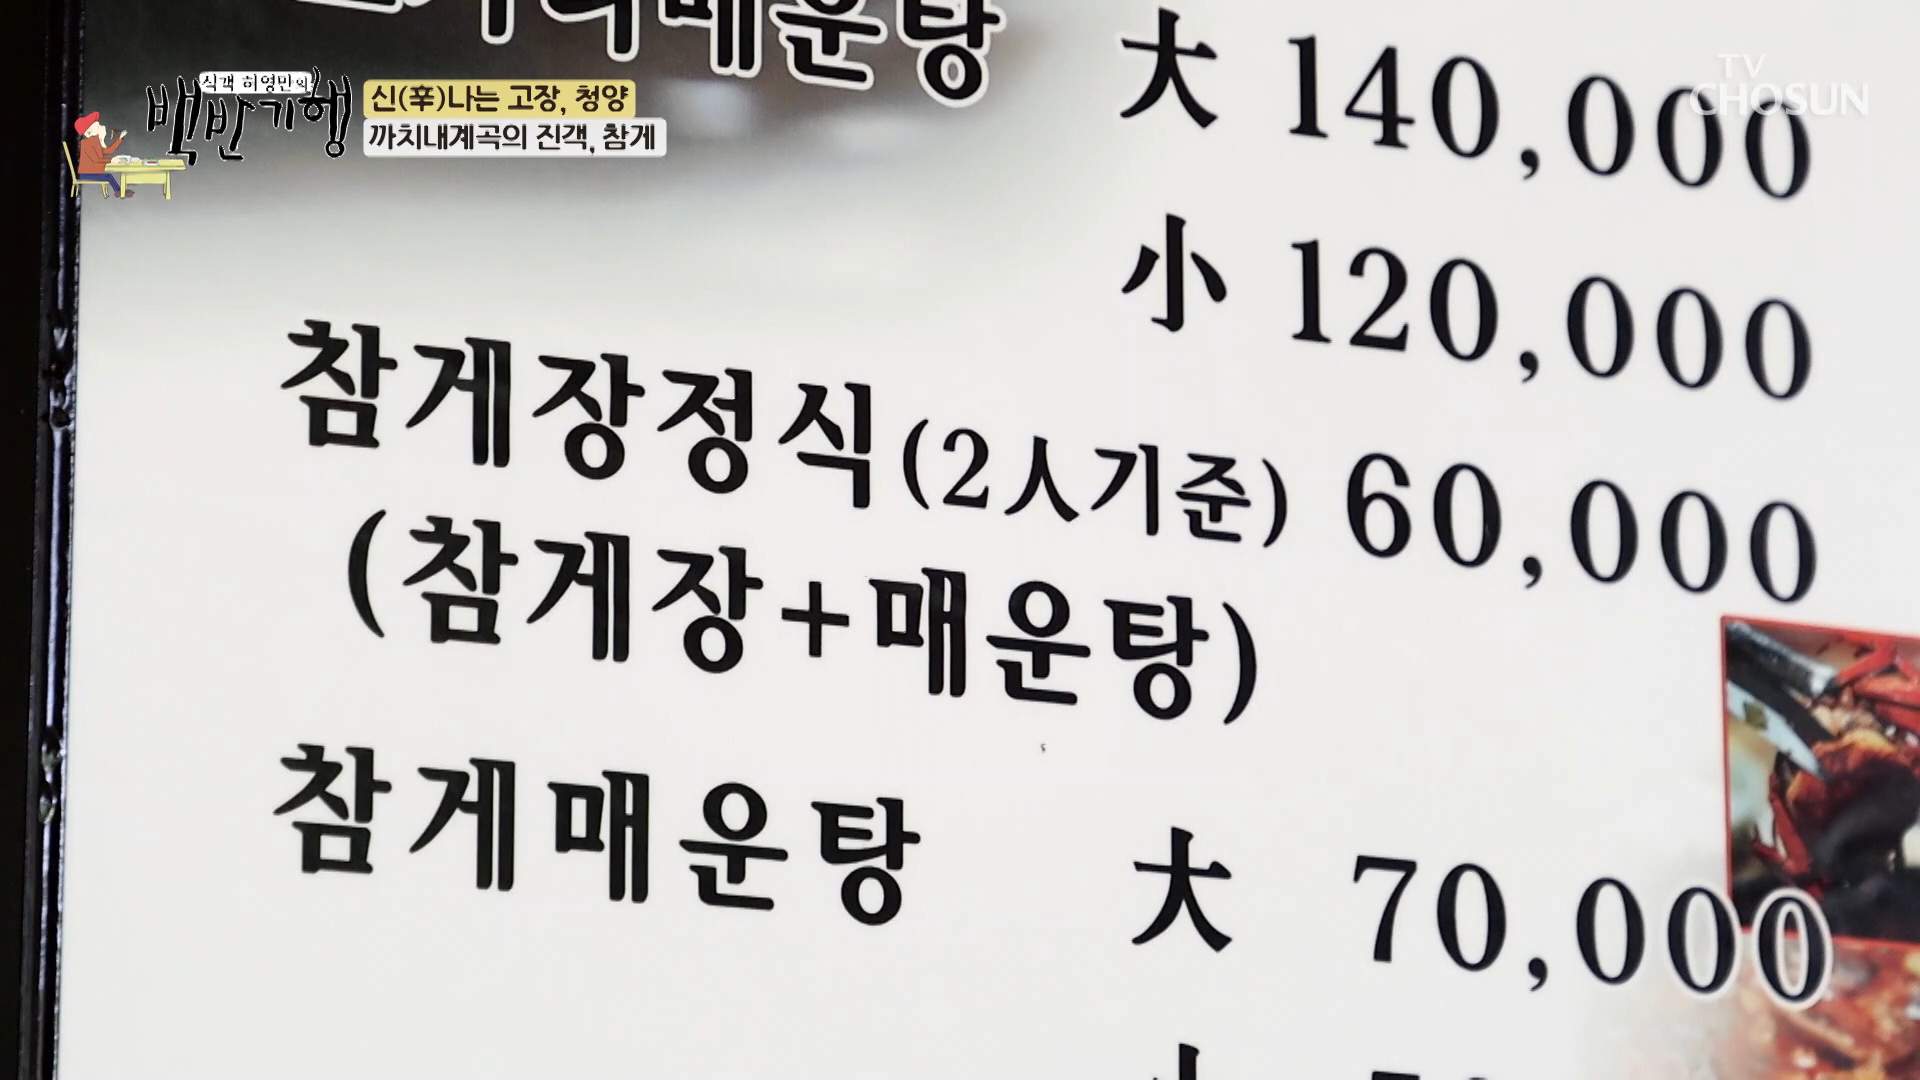 매운탕 大 140,000
식객 허영만의
백반기행
신(辛)나는 고장, 청양
까치내계곡의 진객, 참게
TV
CHOSUN
小 120,000
참게장정식(2人기준) 60,000
(참게장+매운탕)
참게매운탕 大 70,000